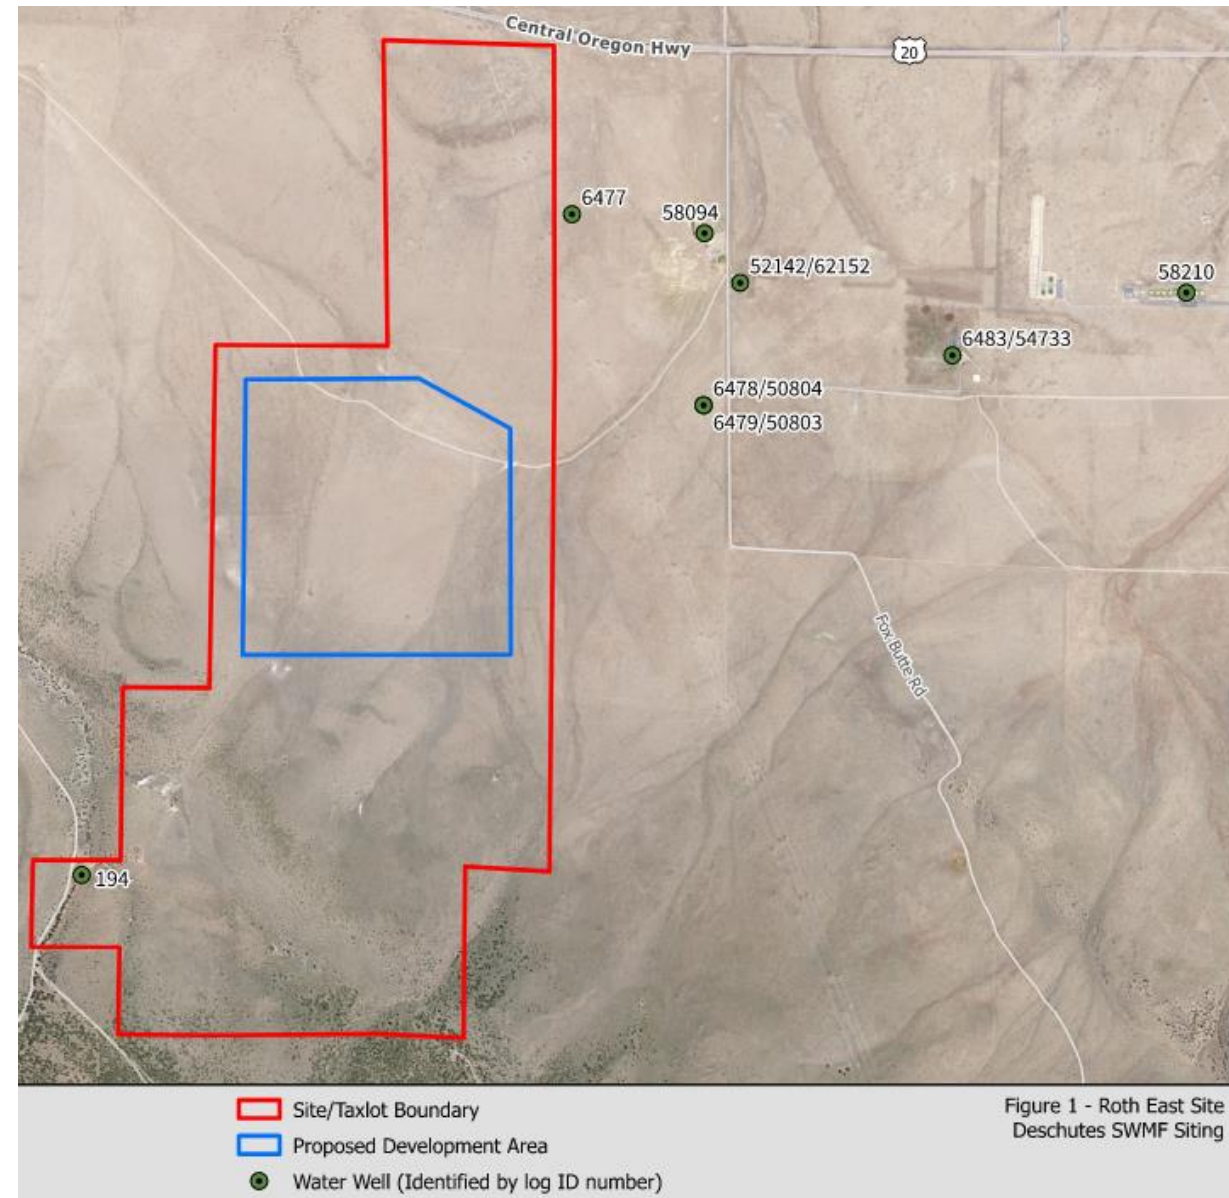 Central Oregon Hwy
20
6477
58094
52142/62152
58210
6483/54733
6478/50804
6479/50803
Fox Butte Rd
194
Site/Taxlot Boundary
Proposed Development Area
Water Well (Identified by log ID number)
Figure 1 - Roth East Site
Deschutes SWMF Siting